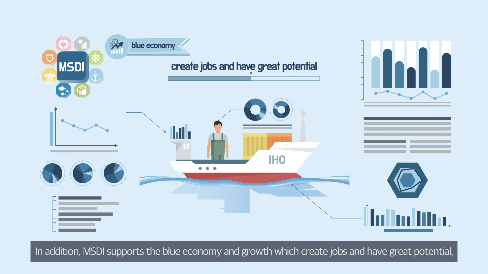 blue economy
MSDI
create jobs and have great potential
IHO
In addition, MSDI supports the blue economy and growth which create jobs and have great potential.